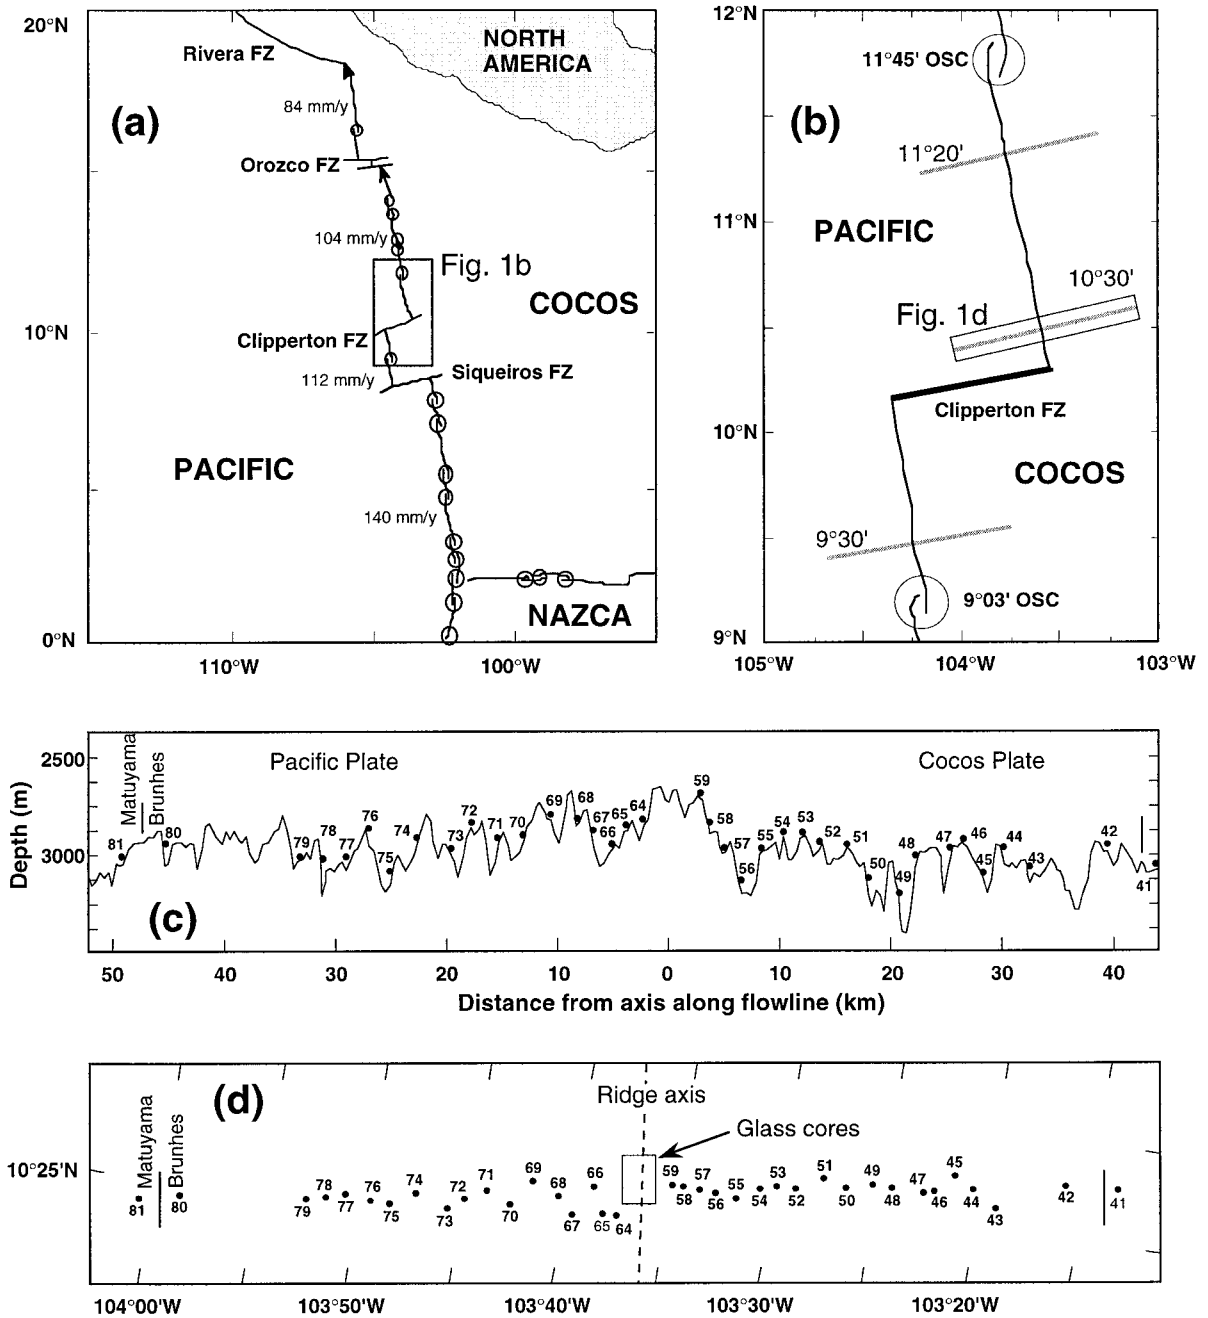 20°N
10°N
0°N
110°W
100°W
Rivera FZ
NORTH
AMERICA
84 mm/y
(a)
Orozco FZ
104 mm/y
Fig. 1b
COCOS
Clipperton FZ
112 mm/y
Siqueiros FZ
PACIFIC
140 mm/y
NAZCA
12°N
11°N
10°N
9°N
105°W
104°W
103°W
11°45' OSC
(b)
11°20'
PACIFIC
10°30'
Fig. 1d
Clipperton FZ
COCOS
9°30'
9°03' OSC
Depth (m)
2500
3000
Matuyama
Brunhes
Pacific Plate
Cocos Plate
81
80
79
78
77
76
75
74
73
72
71
70
69
68
67
66
65
64
59
58
57
56
55
54
53
52
51
50
49
48
47
46
45
44
43
42
41
(c)
50
40
30
20
10
0
10
20
30
40
Distance from axis along flowline (km)
(d)
Ridge axis
Glass cores
Matuyama
Brunhes
10°25'N
81
80
79
78
77
76
75
74
73
72
71
70
69
68
67
66
65
64
59
58
57
56
55
54
53
52
51
50
49
48
47
46
45
44
43
42
41
104°00'W
103°50'W
103°40'W
103°30'W
103°20'W